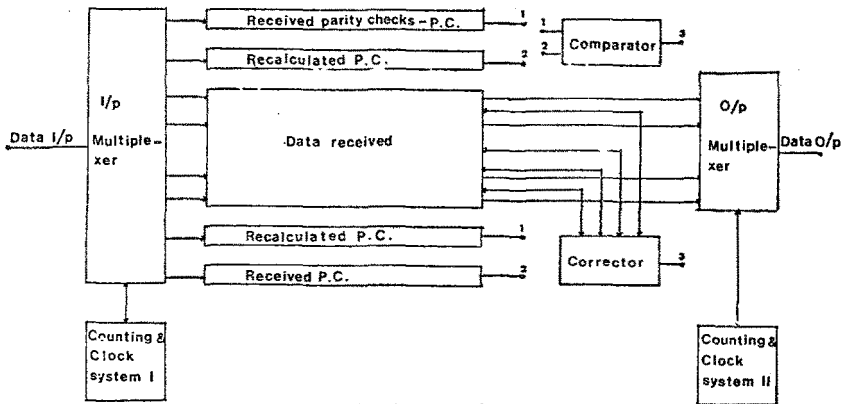 Received parity checks-P.C.
1
1
Comparator
3
2
Recalculated P.C.
2
I/p
Multiple-
xer
Data I/p
Data received
O/p
Multiple-
xer
Data O/p
Recalculated P.C.
1
Received P.C.
2
Corrector
3
Counting &
Clock
system I
Counting &
Clock
system II